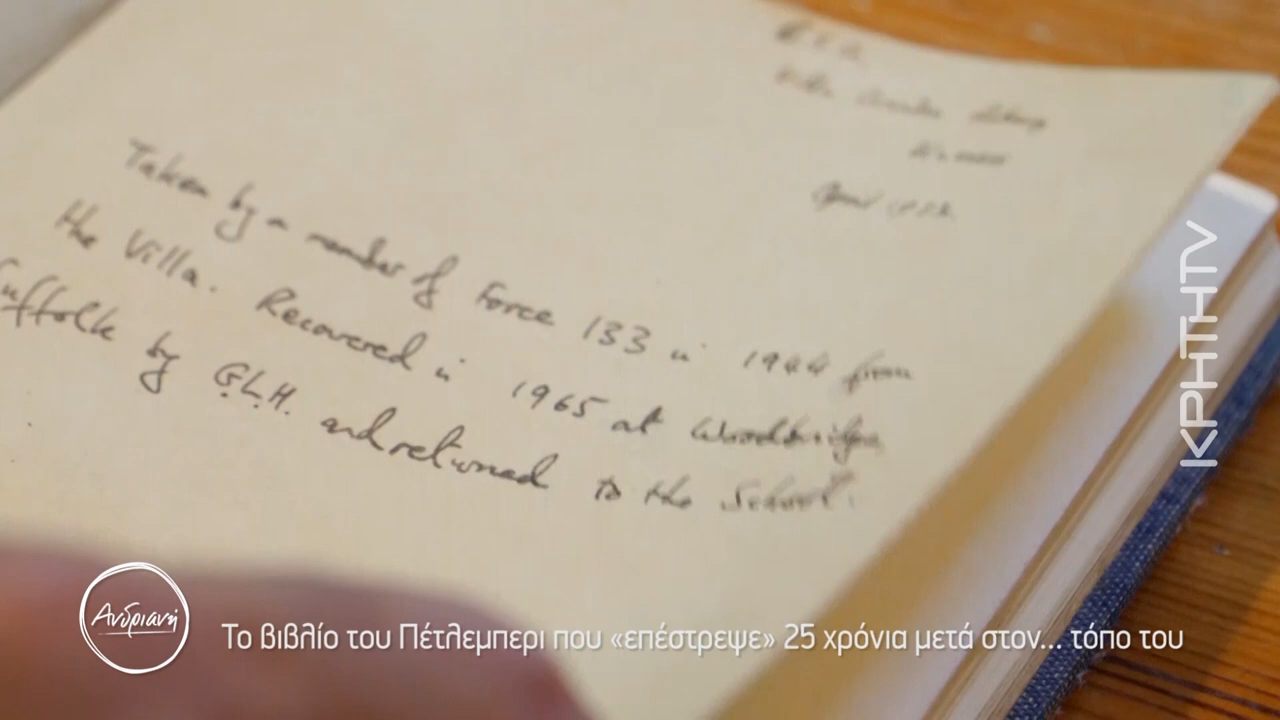 April
Taken by a member of Force 133 in 1944 from
the Villa. Recovered in 1965 at Woodbridge
Suffolk by G.L.H. and returned to the School.
ΚΡΗΤΗTV
Ανδριανή
Το βιβλίο του Πέτλεμπερι που «επέστρεψε» 25 χρόνια μετά στον... τόπο του